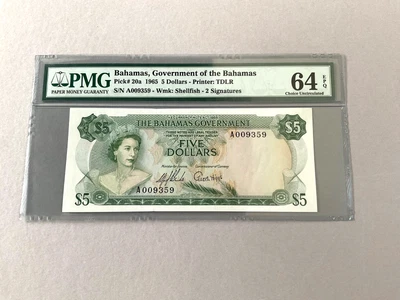 PMG
PAPER MONEY GUARANTY
Bahamas, Government of the Bahamas
Pick# 20a 1965 5 Dollars - Printer: TDLR
S/N A009359 - Wmk: Shellfish - 2 Signatures
64 EPQ
Choice Uncirculated
$5
THE BAHAMAS GOVERNMENT
$5
A009359
FIVE
DOLLARS
A009359
$5
$5